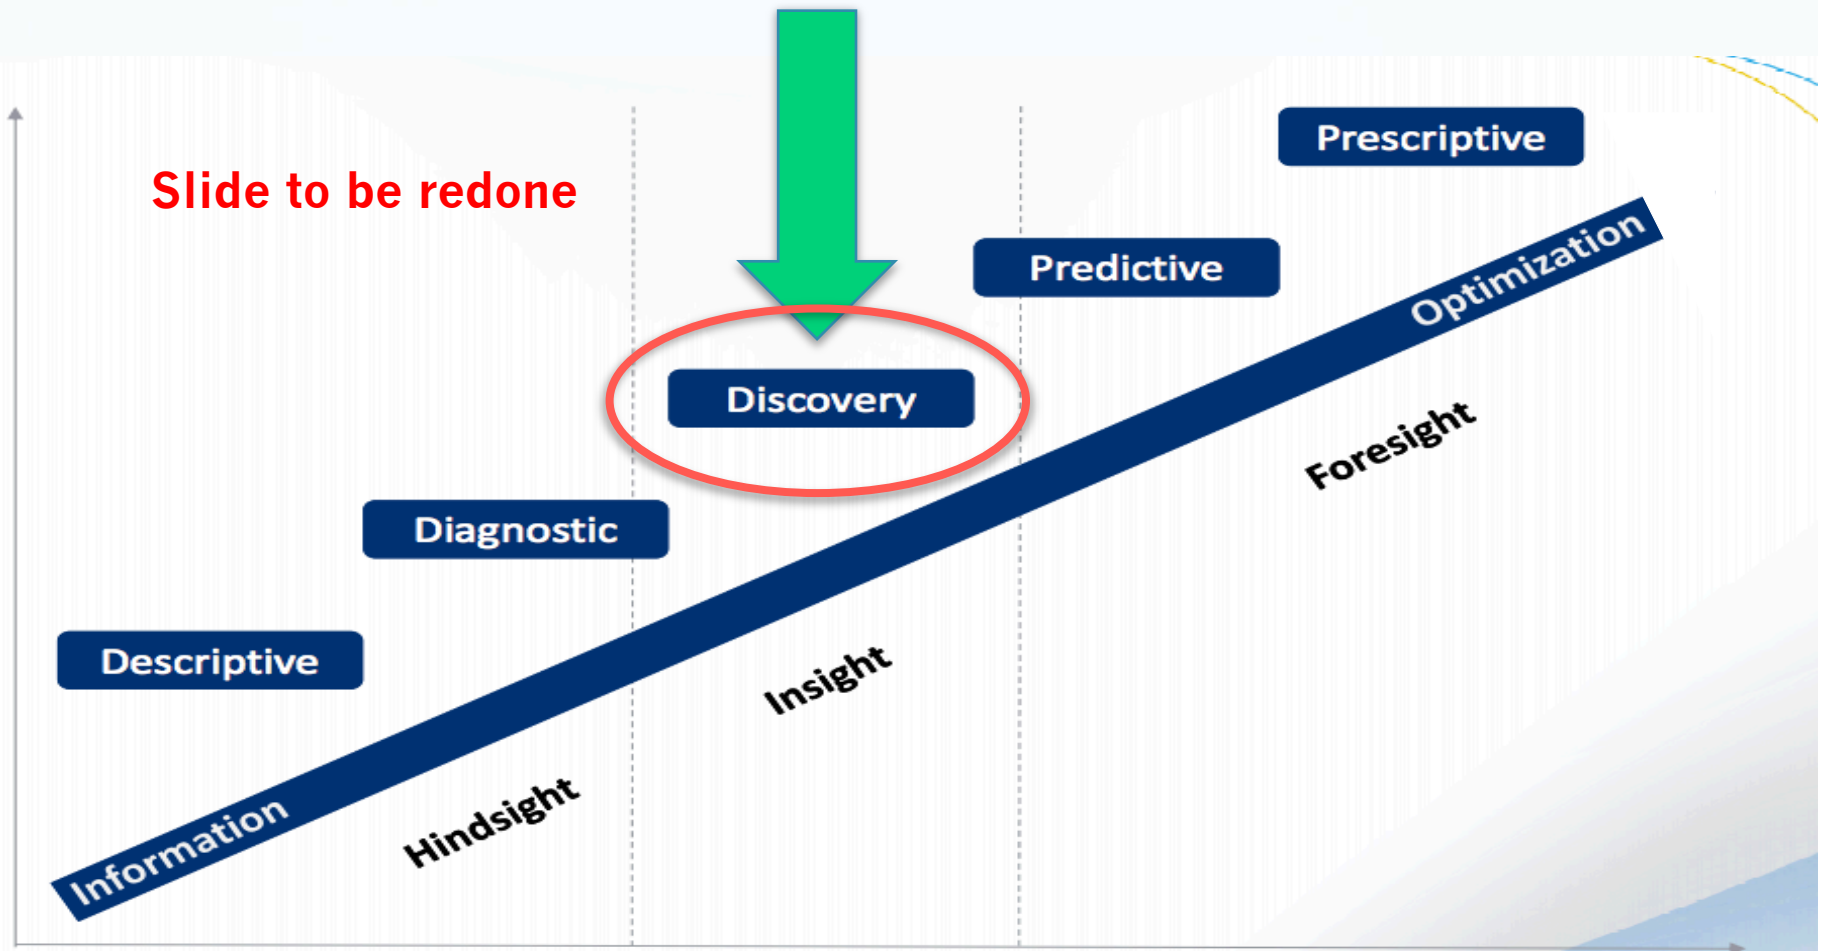 Prescriptive
Slide to be redone
Predictive
Optimization
Discovery
Foresight
Diagnostic
Descriptive
Insight
Hindsight
Information